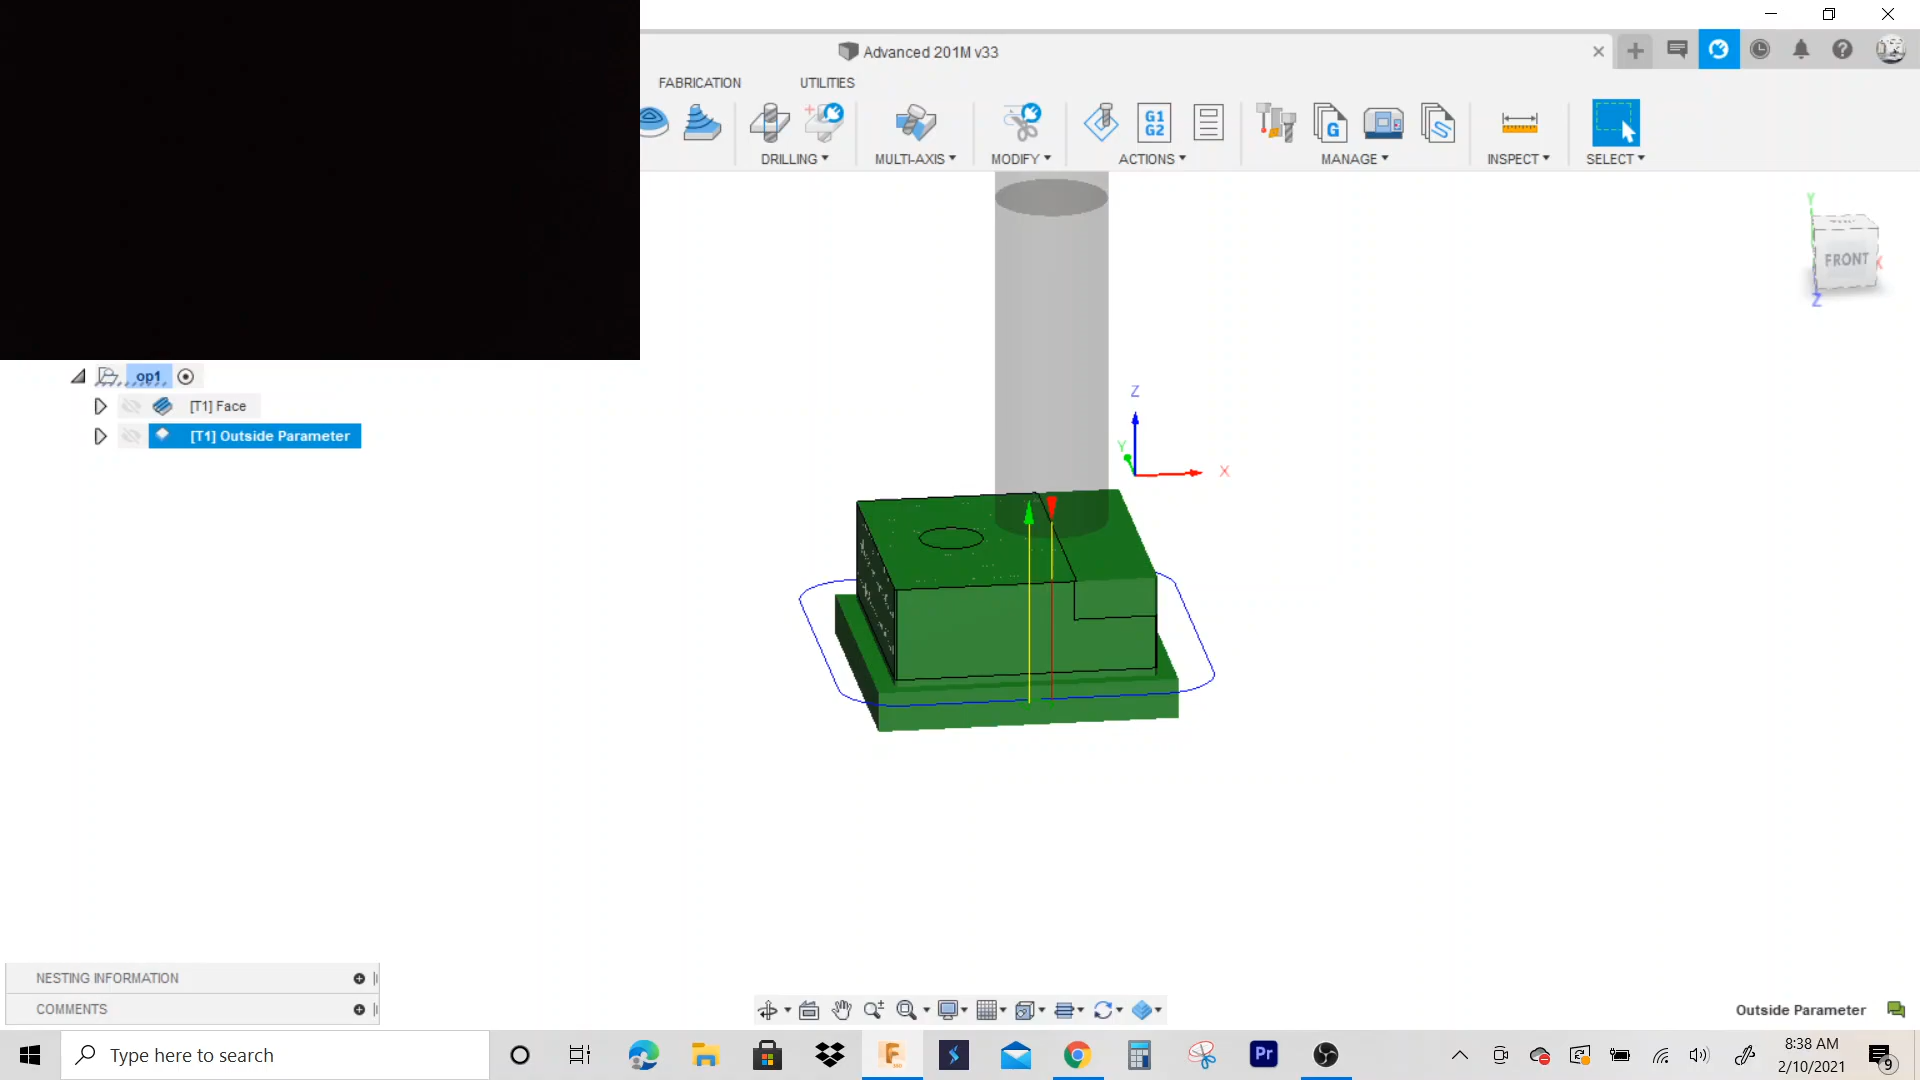 Advanced 201M v33
FABRICATION
UTILITIES
G1
G2
G
DRILLING
MULTI-AXIS
MODIFY
ACTIONS
MANAGE
INSPECT
SELECT
Y
FRONT
X
Z
op1
[T1] Face
[T1] Outside Parameter
Z
Y
X
NESTING INFORMATION
COMMENTS
Outside Parameter
Type here to search
Pr
8:38 AM
2/10/2021
9